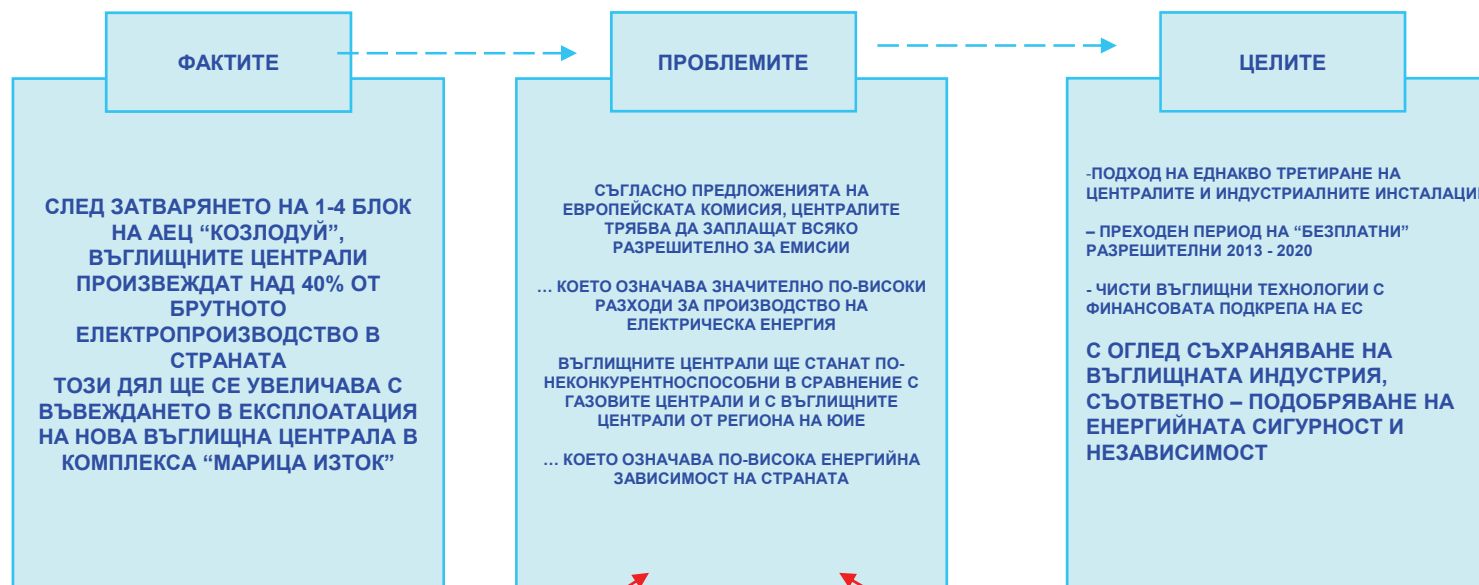 ФАКТИТЕ
СЛЕД ЗАТВАРЯНЕТО НА 1-4 БЛОК
НА АЕЦ “КОЗЛОДУЙ”,
ВЪГЛИЩНИТЕ ЦЕНТРАЛИ
ПРОИЗВЕЖДАТ НАД 40% ОТ
БРУТНОТО
ЕЛЕКТРОПРОИЗВОДСТВО В
СТРАНАТА
ТОЗИ ДЯЛ ЩЕ СЕ УВЕЛИЧАВА С
ВЪВЕЖДАНЕТО В ЕКСПЛОАТАЦИЯ
НА НОВА ВЪГЛИЩНА ЦЕНТРАЛА В
КОМПЛЕКСА “МАРИЦА ИЗТОК”
ПРОБЛЕМИТЕ
СЪГЛАСНО ПРЕДЛОЖЕНИЯТА НА
ЕВРОПЕЙСКАТА КОМИСИЯ, ЦЕНТРАЛИТЕ
ТРЯБВА ДА ЗАПЛАЩАТ ВСЯКО
РАЗРЕШИТЕЛНО ЗА ЕМИСИИ
... КОЕТО ОЗНАЧАВА ЗНАЧИТЕЛНО ПО-ВИСОКИ
РАЗХОДИ ЗА ПРОИЗВОДСТВО НА
ЕЛЕКТРИЧЕСКА ЕНЕРГИЯ
ВЪГЛИЩНИТЕ ЦЕНТРАЛИ ЩЕ СТАНАТ ПО-
НЕКОНКУРЕНТНОСПОСОБНИ В СРАВНЕНИЕ С
ГАЗОВИТЕ ЦЕНТРАЛИ И С ВЪГЛИЩНИТЕ
ЦЕНТРАЛИ ОТ РЕГИОНА НА ЮИЕ
... КОЕТО ОЗНАЧАВА ПО-ВИСОКА ЕНЕРГИЙНА
ЗАВИСИМОСТ НА СТРАНАТА
ЦЕЛИТЕ
-ПОДХОД НА ЕДНАКВО ТРЕТИРАНЕ НА
ЦЕНТРАЛИТЕ И ИНДУСТРИАЛНИТЕ ИНСТАЛАЦИИ
– ПРЕХОДЕН ПЕРИОД НА “БЕЗПЛАТНИ”
РАЗРЕШИТЕЛНИ 2013 - 2020
- ЧИСТИ ВЪГЛИЩНИ ТЕХНОЛОГИИ С
ФИНАНСОВАТА ПОДКРЕПА НА ЕС
С ОГЛЕД СЪХРАНЯВАНЕ НА
ВЪГЛИЩНАТА ИНДУСТРИЯ,
СЪОТВЕТНО – ПОДОБРЯВАНЕ НА
ЕНЕРГИЙНАТА СИГУРНОСТ И
НЕЗАВИСИМОСТ